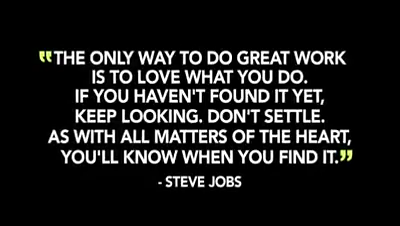 "THE ONLY WAY TO DO GREAT WORK
IS TO LOVE WHAT YOU DO.
IF YOU HAVEN'T FOUND IT YET,
KEEP LOOKING. DON'T SETTLE.
AS WITH ALL MATTERS OF THE HEART,
YOU'LL KNOW WHEN YOU FIND IT."
- STEVE JOBS